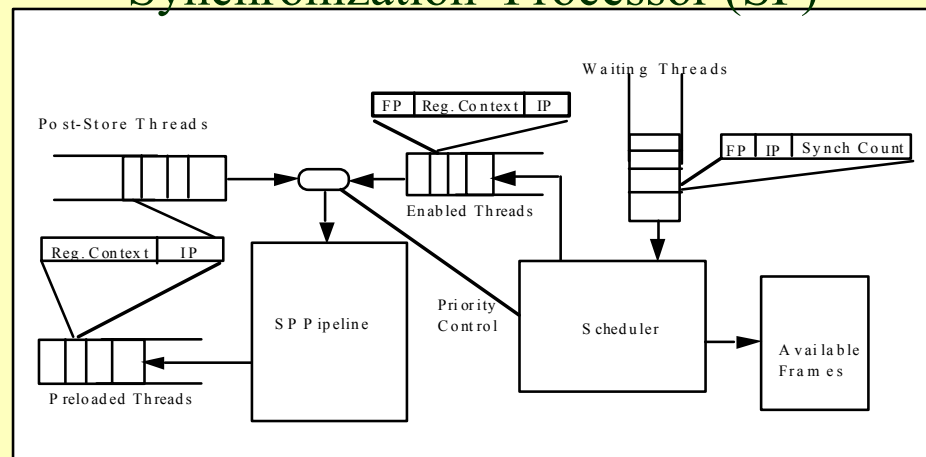 Synchronization Processor (SP)
Waiting Threads
FP Reg. Context IP
Post-Store Threads
FP IP Synch Count
Enabled Threads
Reg. Context IP
Priority
Control
SP Pipeline
Scheduler
Available
Frames
Preloaded Threads